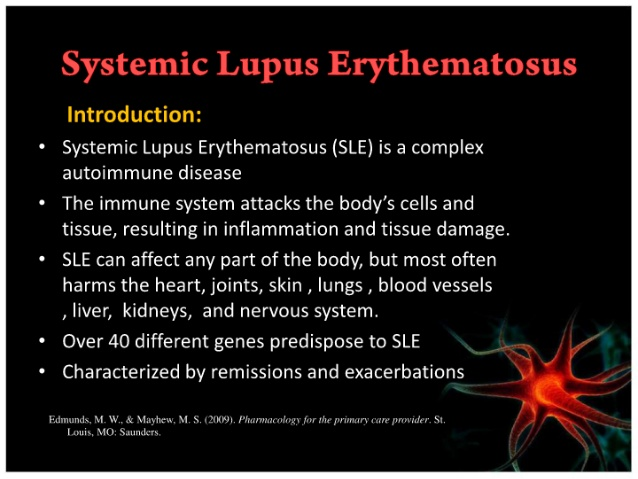 Systemic Lupus Erythematosus
Introduction:
• Systemic Lupus Erythematosus (SLE) is a complex
autoimmune disease
• The immune system attacks the body’s cells and
tissue, resulting in inflammation and tissue damage.
• SLE can affect any part of the body, but most often
harms the heart, joints, skin , lungs , blood vessels
, liver, kidneys, and nervous system.
• Over 40 different genes predispose to SLE
• Characterized by remissions and exacerbations
Edmunds, M. W., & Mayhew, M. S. (2009). Pharmacology for the primary care provider. St.
Louis, MO: Saunders.